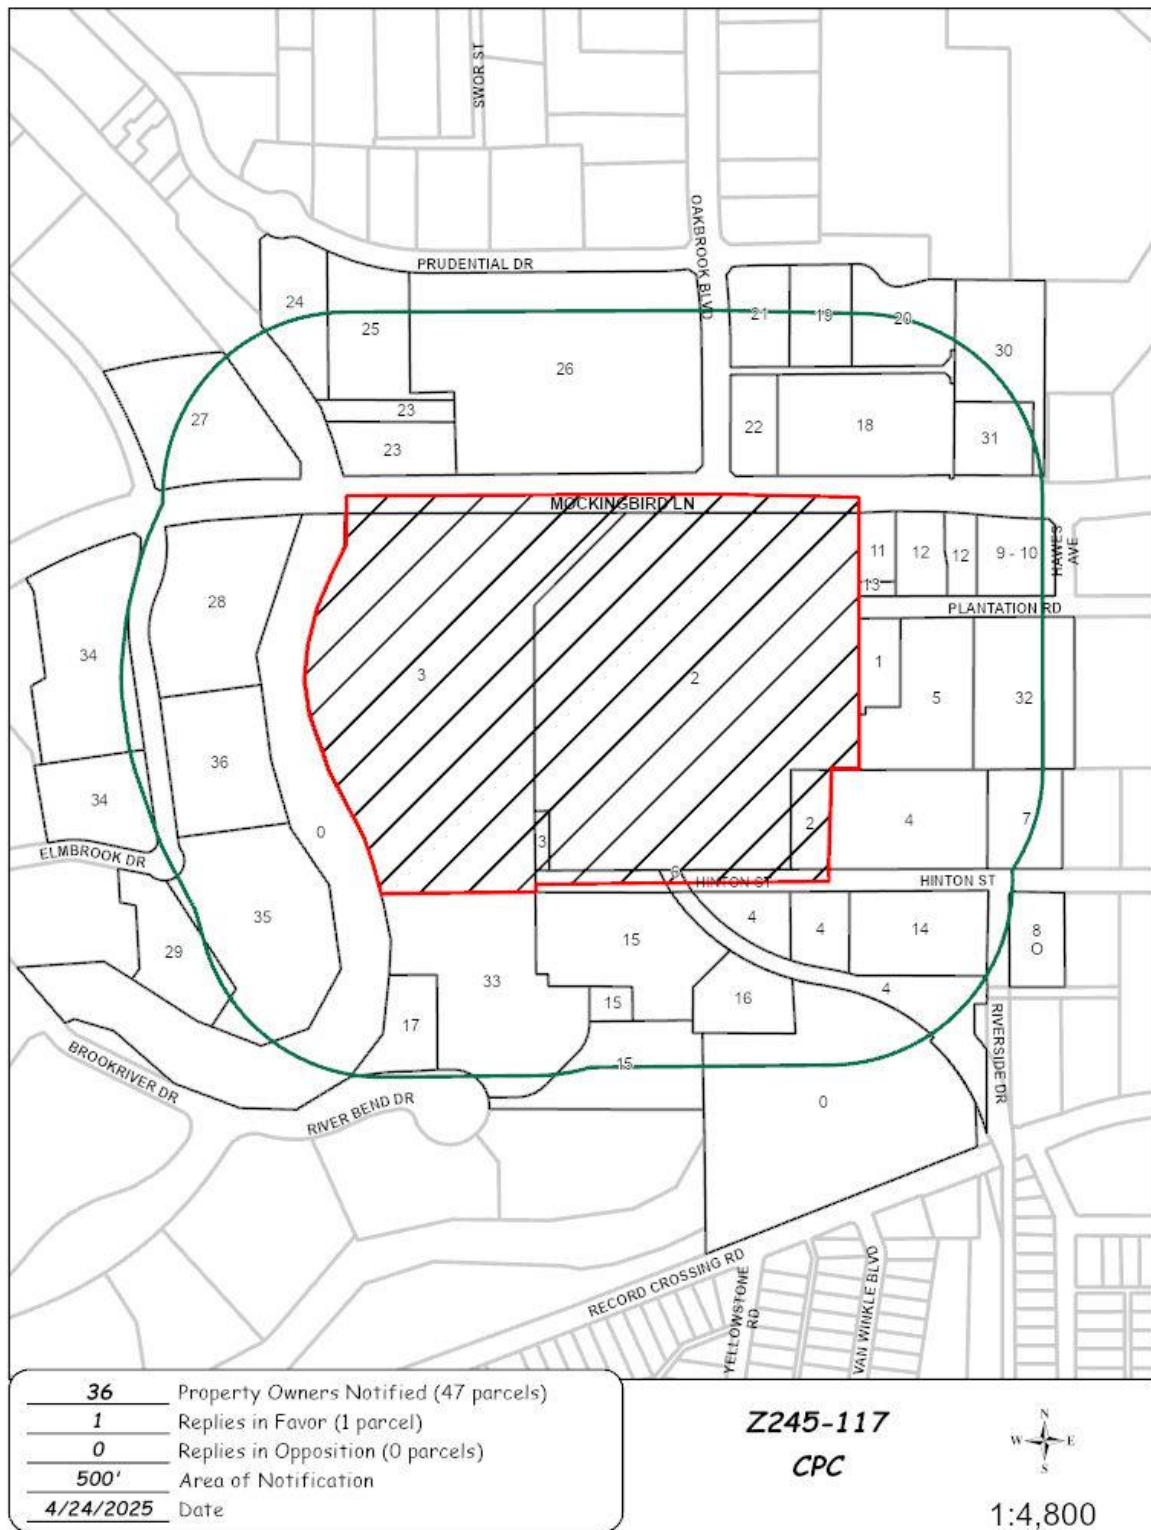 SWOR ST
OAKBROOK BLVD
PRUDENTIAL DR
24
25
21
19
20
26
30
27
23
22
18
31
23
MOCKINGBIRD LN
11
12
12
9 - 10
HAWES AVE
13
28
PLANTATION RD
34
3
2
1
5
32
36
34
0
3
2
4
7
ELMBROOK DR
6
HINTON ST
HINTON ST
35
4
4
14
8
O
15
29
33
4
15
16
17
RIVERSIDE DR
15
BROOKRIVER DR
RIVER BEND DR
0
RECORD CROSSING RD
YELLOWSTONE RD
VAN WINKLE BLVD
36 Property Owners Notified (47 parcels)
1 Replies in Favor (1 parcel)
0 Replies in Opposition (0 parcels)
500' Area of Notification
4/24/2025 Date
Z245-117
CPC
N
W E
S
1:4,800